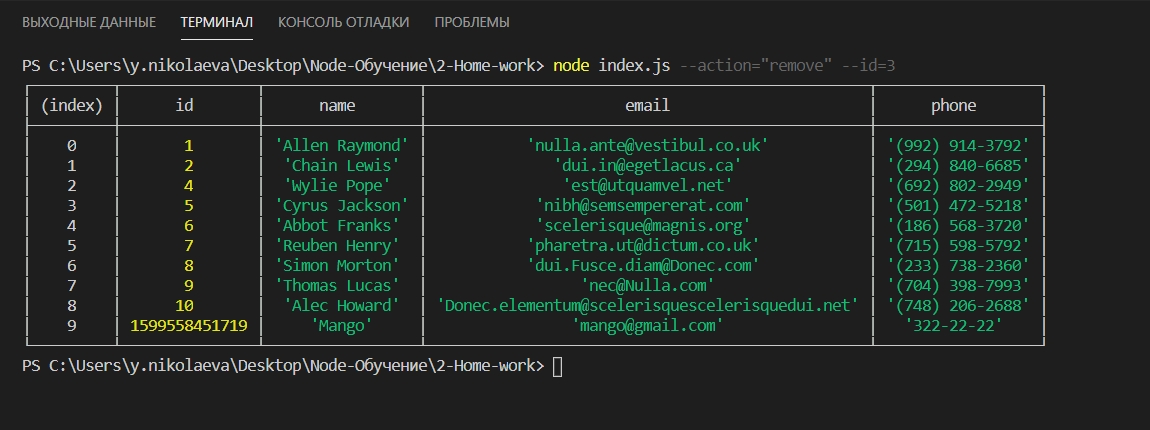 ВЫХОДНЫЕ ДАННЫЕ ТЕРМИНАЛ КОНСОЛЬ ОТЛАДКИ ПРОБЛЕМЫ
PS C:\Users\y.nikolaeva\Desktop\Node-Обучение\2-Home-work> node index.js --action="remove" --id=3
(index) id name email phone
0 1 'Allen Raymond' 'nulla.ante@vestibul.co.uk' '(992) 914-3792'
1 2 'Chain Lewis' 'dui.in@egetlacus.ca' '(294) 840-6685'
2 4 'Wylie Pope' 'est@utquamvel.net' '(692) 802-2949'
3 5 'Cyrus Jackson' 'nibh@semsempererat.com' '(501) 472-5218'
4 6 'Abbot Franks' 'scelerisque@magnis.org' '(186) 568-3720'
5 7 'Reuben Henry' 'pharetra.ut@dictum.co.uk' '(715) 598-5792'
6 8 'Simon Morton' 'dui.Fusce.diam@Donec.com' '(233) 738-2360'
7 9 'Thomas Lucas' 'nec@Nulla.com' '(704) 398-7993'
8 10 'Alec Howard' 'Donec.elementum@scelerisquescelerisquedui.net' '(748) 206-2688'
9 1599558451719 'Mango' 'mango@gmail.com' '322-22-22'
PS C:\Users\y.nikolaeva\Desktop\Node-Обучение\2-Home-work>